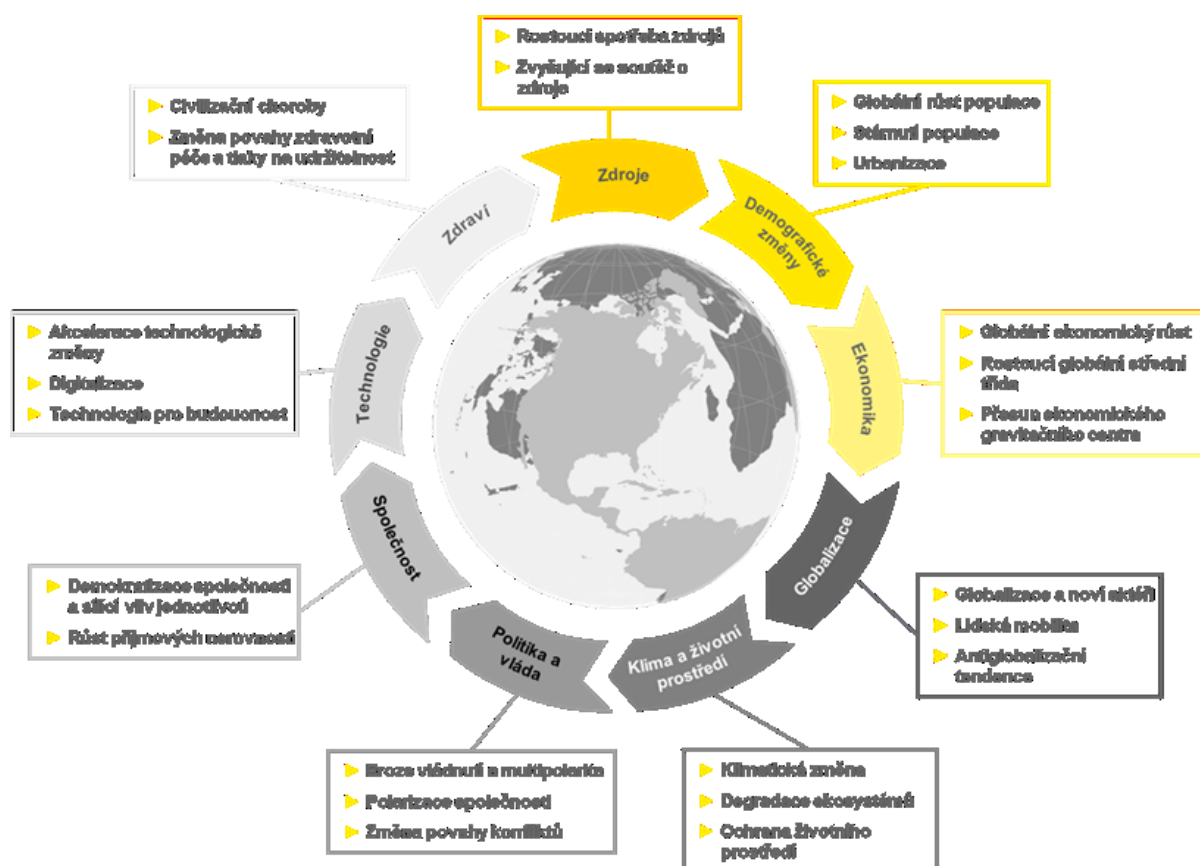 Rostoucí spotřeba zdrojů
Zvyšující se soutěž o
zdroje
Zdroje
Globální růst populace
Stárnutí populace
Urbanizace
Demografické
změny
Globální ekonomický růst
Rostoucí globální střední
třída
Přesun ekonomického
gravitačního centra
Ekonomika
Globalizace a noví aktéři
Lidská mobilita
Antiglobalizační
tendence
Globalizace
Klimatická změna
Degradace ekosystémů
Ochrana životního
prostředí
Klima a životní
prostředí
Eroze vládnutí a multipolarita
Polarizace společnosti
Změna povahy konfliktů
Politika a
vláda
Demokratizace společnosti
a sílící vliv jednotlivců
Růst příjmových nerovností
Společnost
Akcelerace technologické
změny
Digitalizace
Technologie pro budoucnost
Technologie
Civilizační choroby
Změna povahy zdravotní
péče a tlaky na udržitelnost
Zdraví